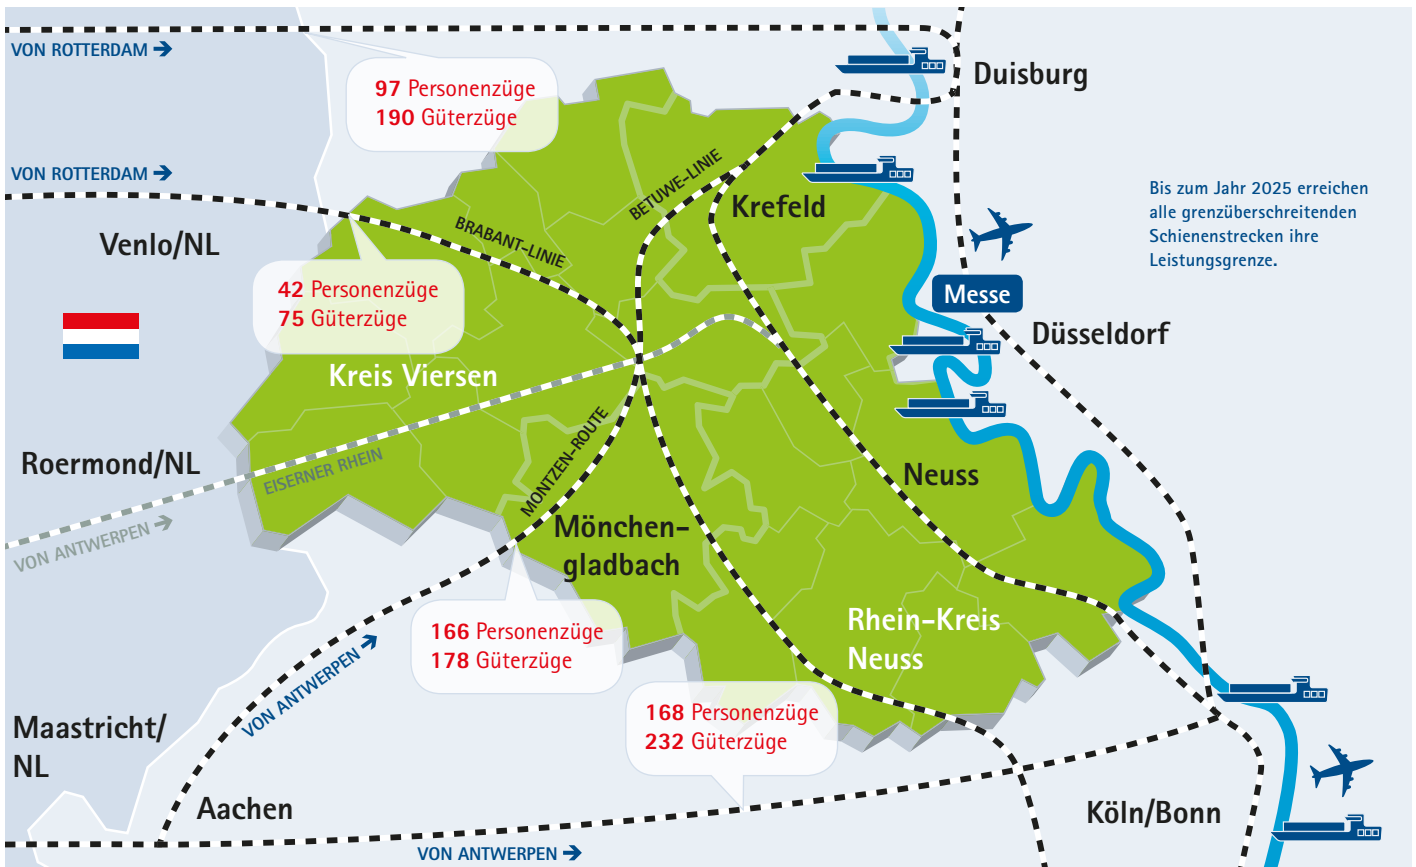 VON ROTTERDAM
97 Personenzüge
190 Güterzüge
Duisburg
VON ROTTERDAM
BETUWE-LINIE
Krefeld
Bis zum Jahr 2025 erreichen
alle grenzüberschreitenden
Schienenstrecken ihre
Leistungsgrenze.
Venlo/NL
BRABANT-LINIE
42 Personenzüge
75 Güterzüge
Messe
Düsseldorf
Kreis Viersen
Roermond/NL
EISERNER RHEIN
MONTZEN-ROUTE
Neuss
VON ANTWERPEN
Mönchen-
gladbach
166 Personenzüge
178 Güterzüge
Rhein-Kreis
Neuss
VON ANTWERPEN
168 Personenzüge
232 Güterzüge
Maastricht/
NL
Aachen
Köln/Bonn
VON ANTWERPEN